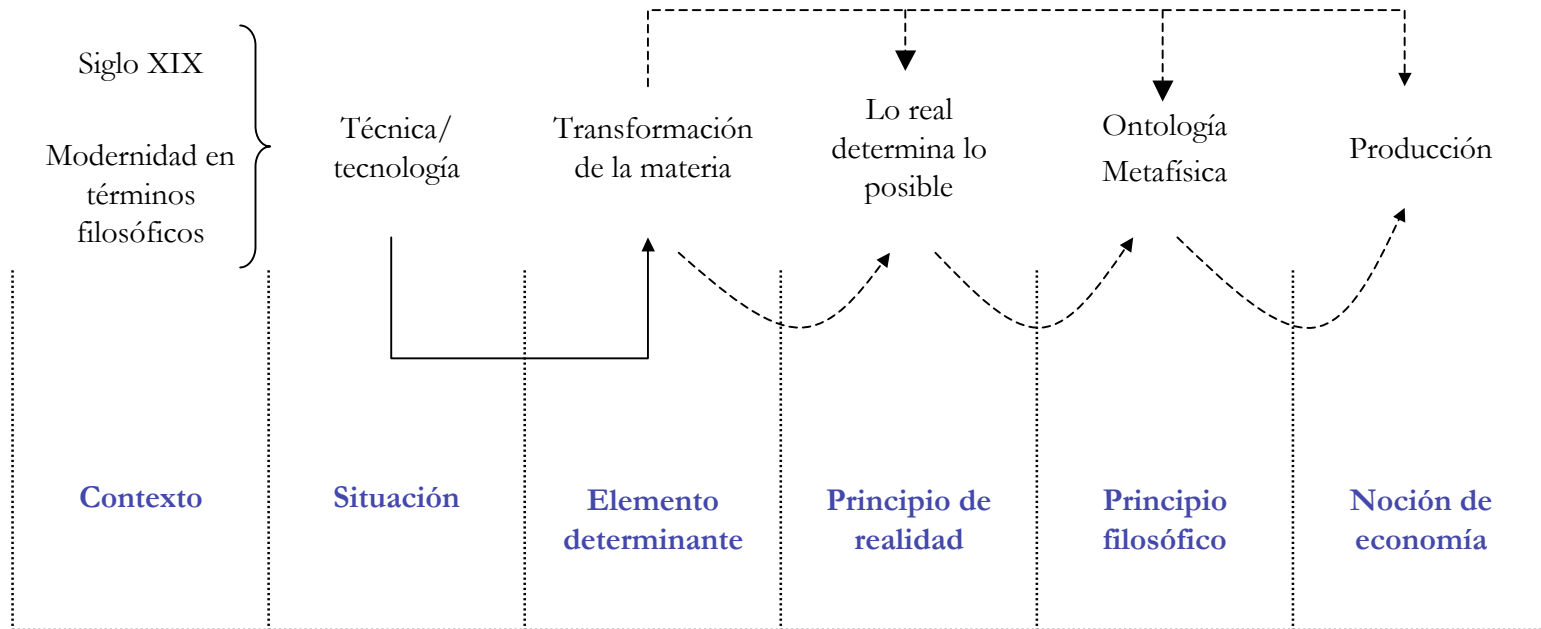 Siglo XIX
Modernidad en
términos
filosóficos
Técnica/
tecnología
Transformación
de la materia
Lo real
determina lo
posible
Ontología
Metafísica
Producción
Contexto
Situación
Elemento
determinante
Principio de
realidad
Principio
filosófico
Noción de
economía